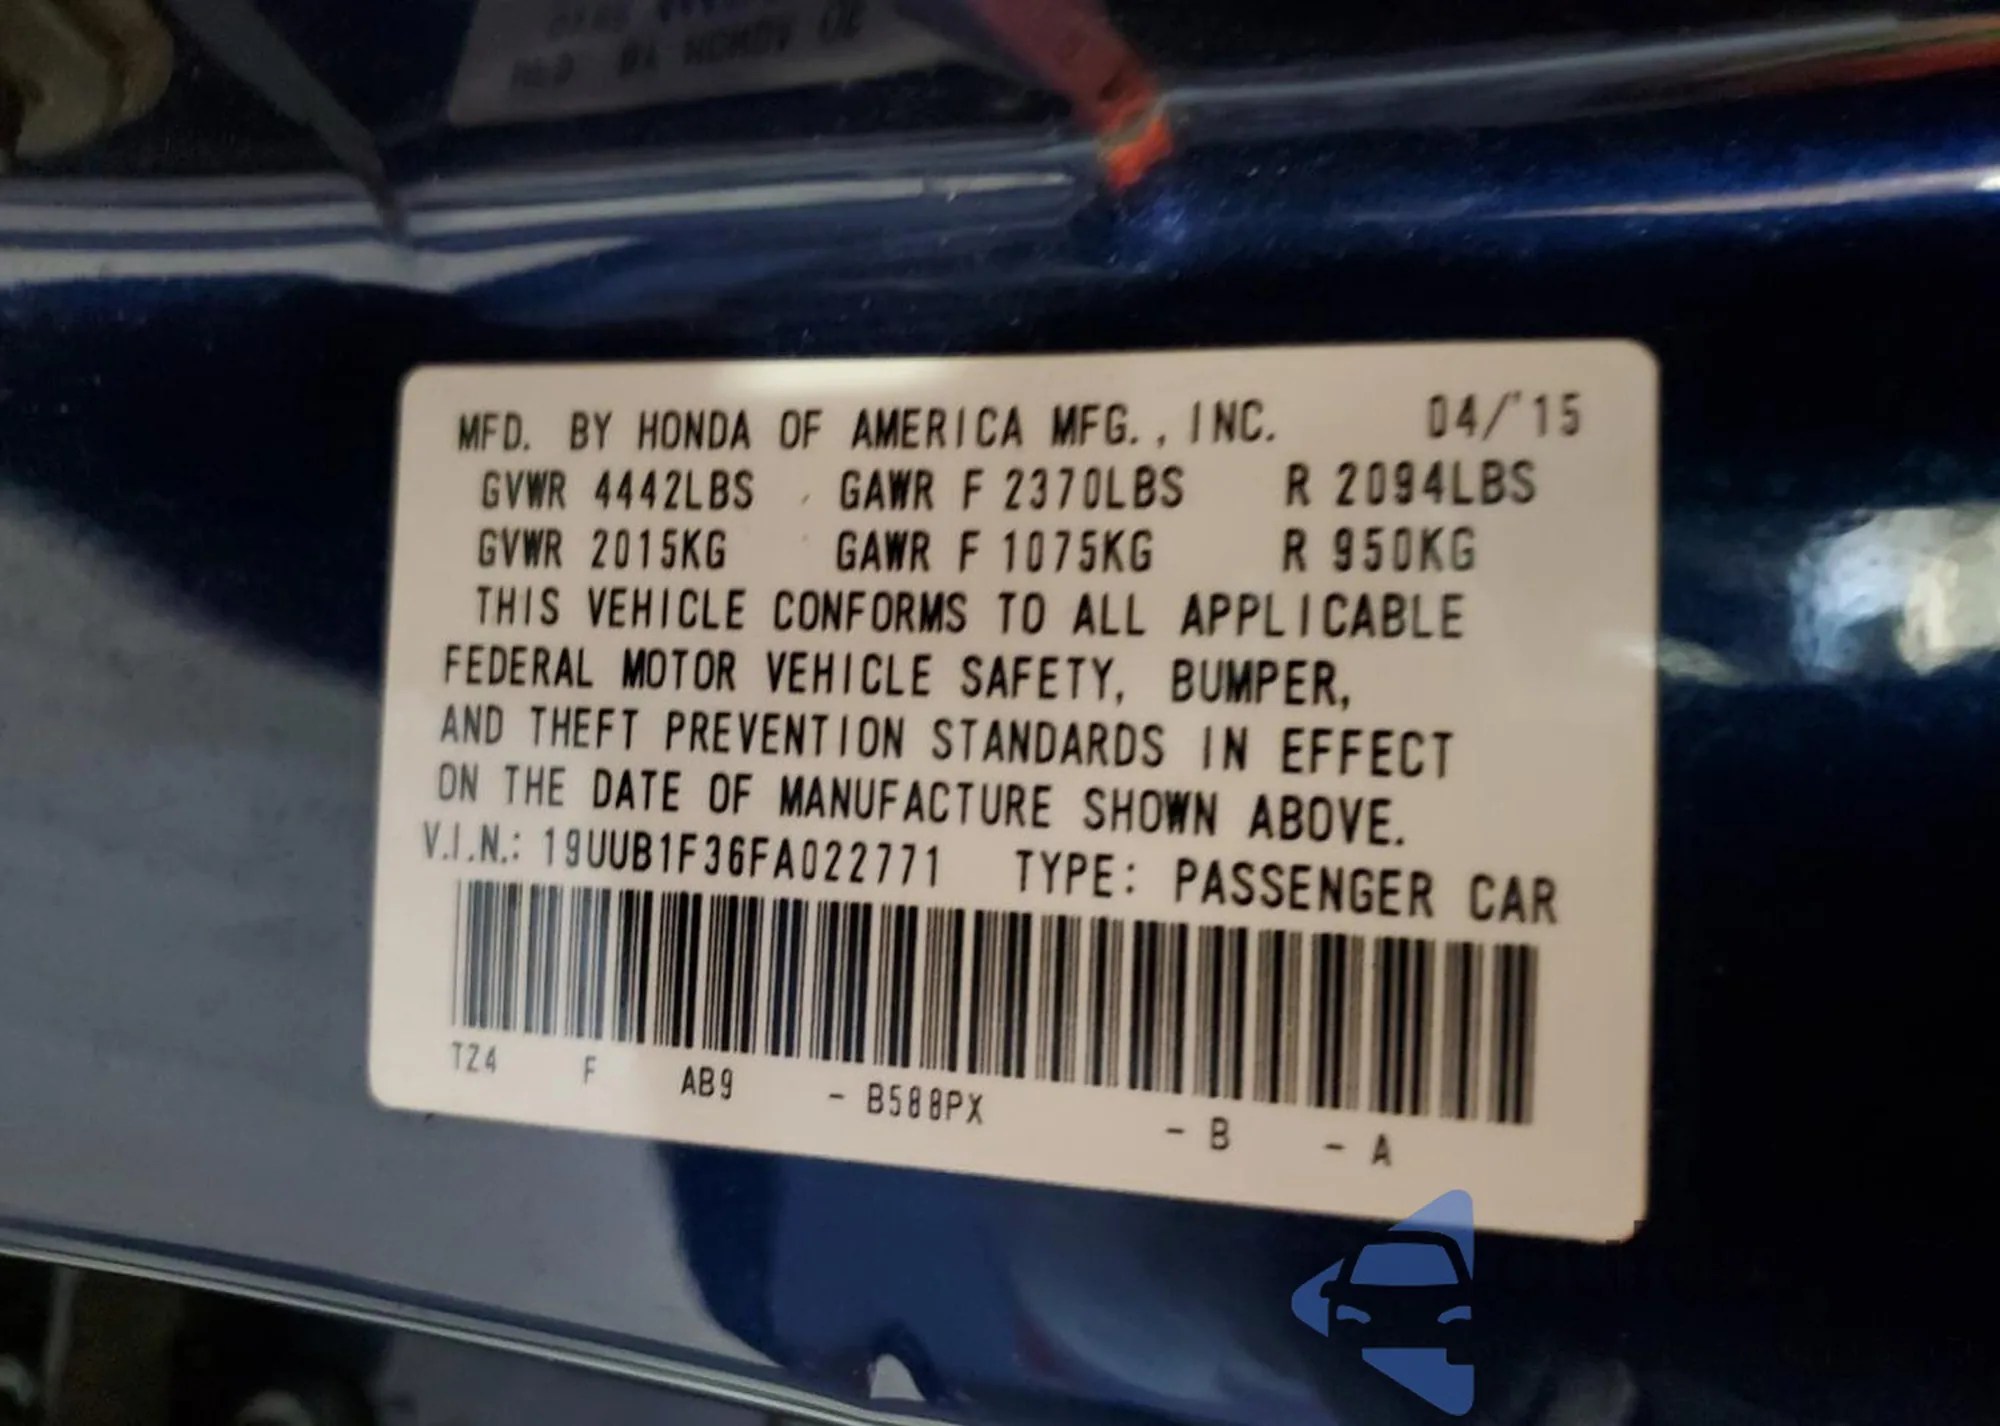 MFD. BY HONDA OF AMERICA MFG., INC. 04/'15
GVWR 4442LBS GAWR F 2370LBS R 2094LBS
GVWR 2015KG GAWR F 1075KG R 950KG
THIS VEHICLE CONFORMS TO ALL APPLICABLE
FEDERAL MOTOR VEHICLE SAFETY, BUMPER,
AND THEFT PREVENTION STANDARDS IN EFFECT
ON THE DATE OF MANUFACTURE SHOWN ABOVE.
V.I.N.: 19UUB1F36FA022771 TYPE: PASSENGER CAR
TZ4 F AB9 - B588PX - B - A